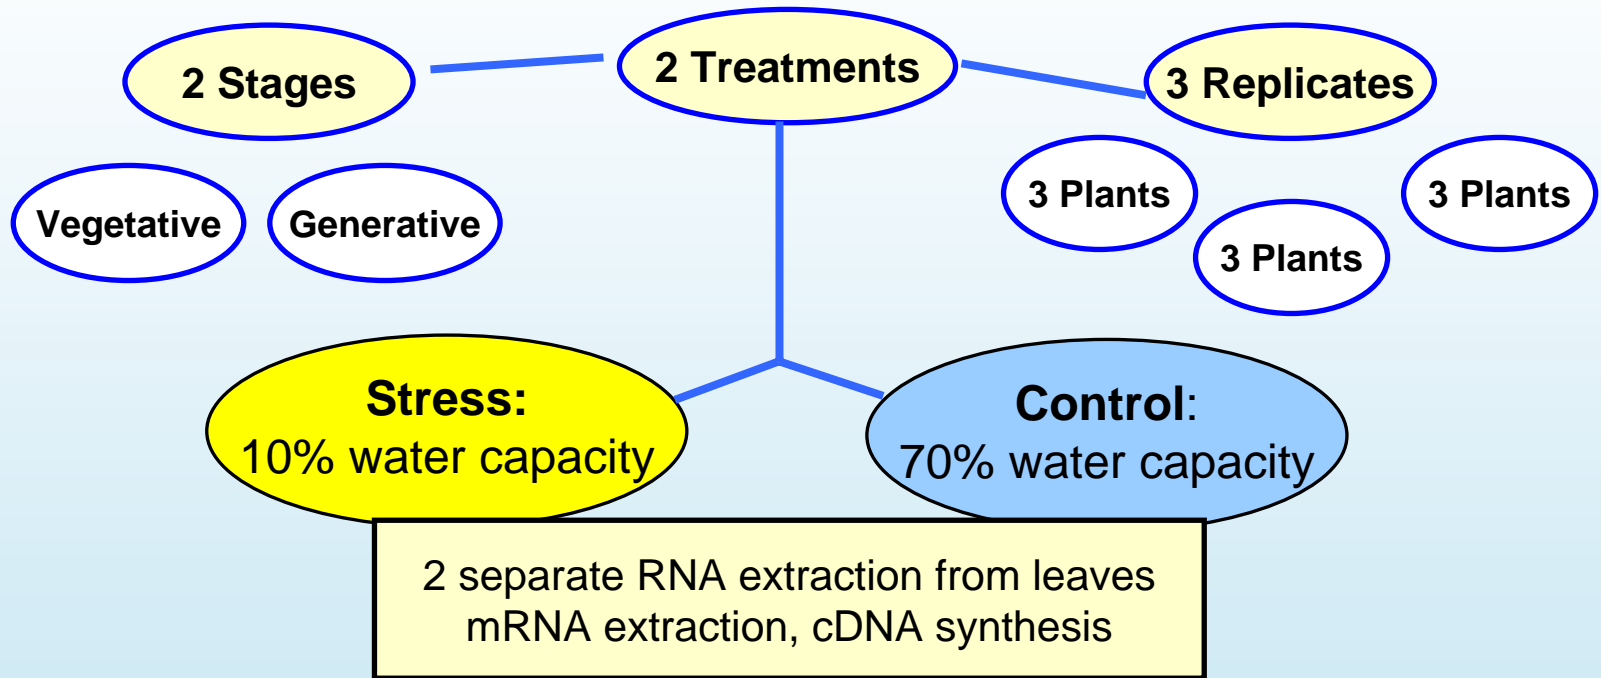 2 Stages
2 Treatments
3 Replicates
Vegetative
Generative
3 Plants
3 Plants
3 Plants
Stress:
10% water capacity
Control:
70% water capacity
2 separate RNA extraction from leaves
mRNA extraction, cDNA synthesis